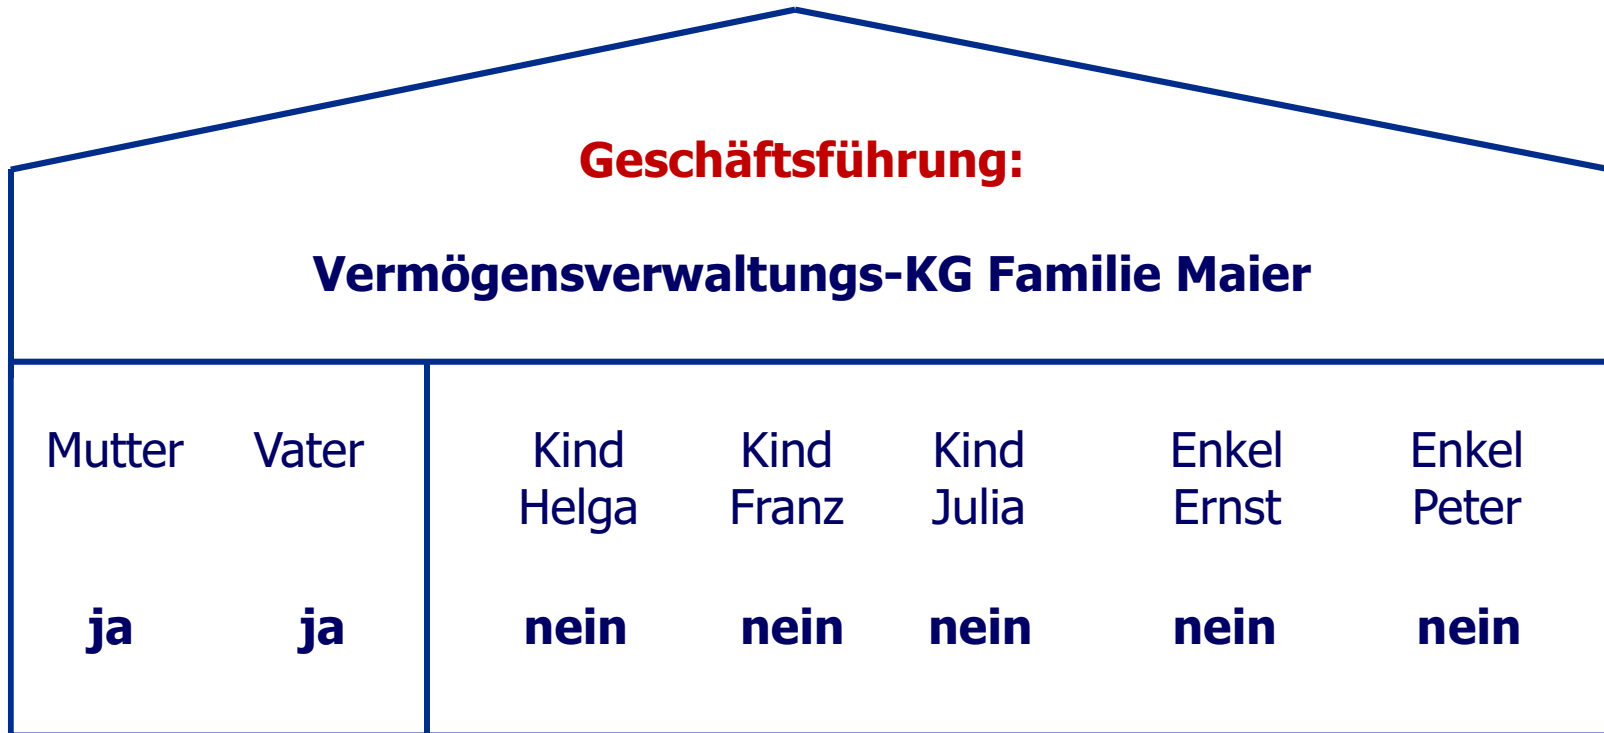 Geschäftsführung:
Vermögensverwaltungs-KG Familie Maier
Mutter Vater Kind Kind Kind Enkel Enkel
Helga Franz Julia Ernst Peter
ja ja nein nein nein nein nein